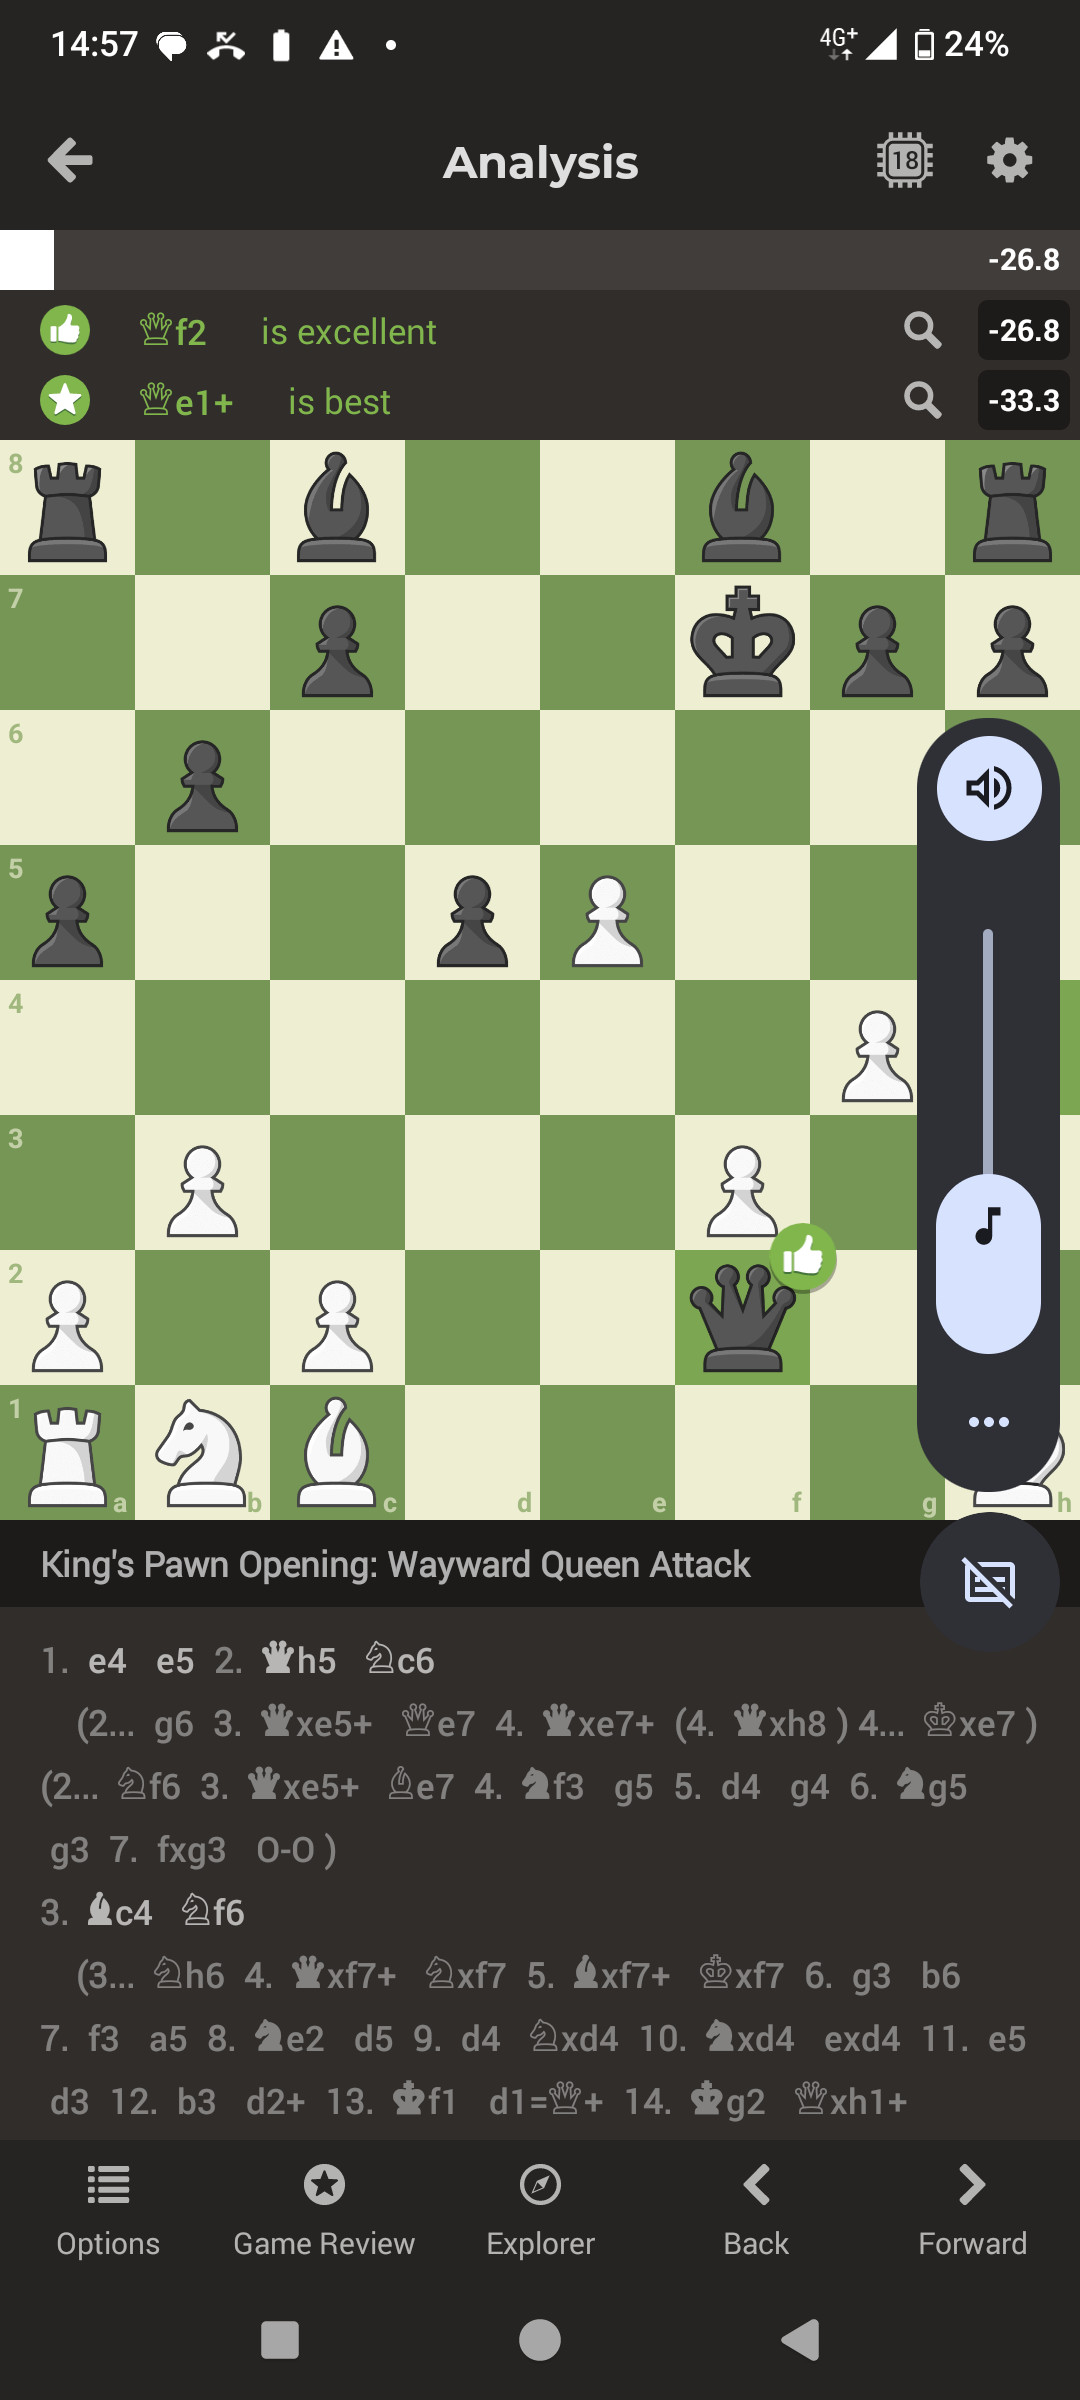 14:57 4G+ 24%
Analysis 18
-26.8
♕f2 is excellent -26.8
♕e1+ is best -33.3
8
7
6
5
4
3
2
1
a b c d e f g h
King's Pawn Opening: Wayward Queen Attack
1. e4 e5 2. ♛h5 ♘c6
(2... g6 3. ♛xe5+ ♕e7 4. ♛xe7+ (4. ♛xh8 ) 4... ♔xe7 )
(2... ♘f6 3. ♛xe5+ ♗e7 4. ♞f3 g5 5. d4 g4 6. ♞g5
g3 7. fxg3 O-O )
3. ♝c4 ♘f6
(3... ♘h6 4. ♛xf7+ ♘xf7 5. ♝xf7+ ♔xf7 6. g3 b6
7. f3 a5 8. ♞e2 d5 9. d4 ♘xd4 10. ♞xd4 exd4 11. e5
d3 12. b3 d2+ 13. ♚f1 d1=♕+ 14. ♚g2 ♕xh1+
Options Game Review Explorer Back Forward